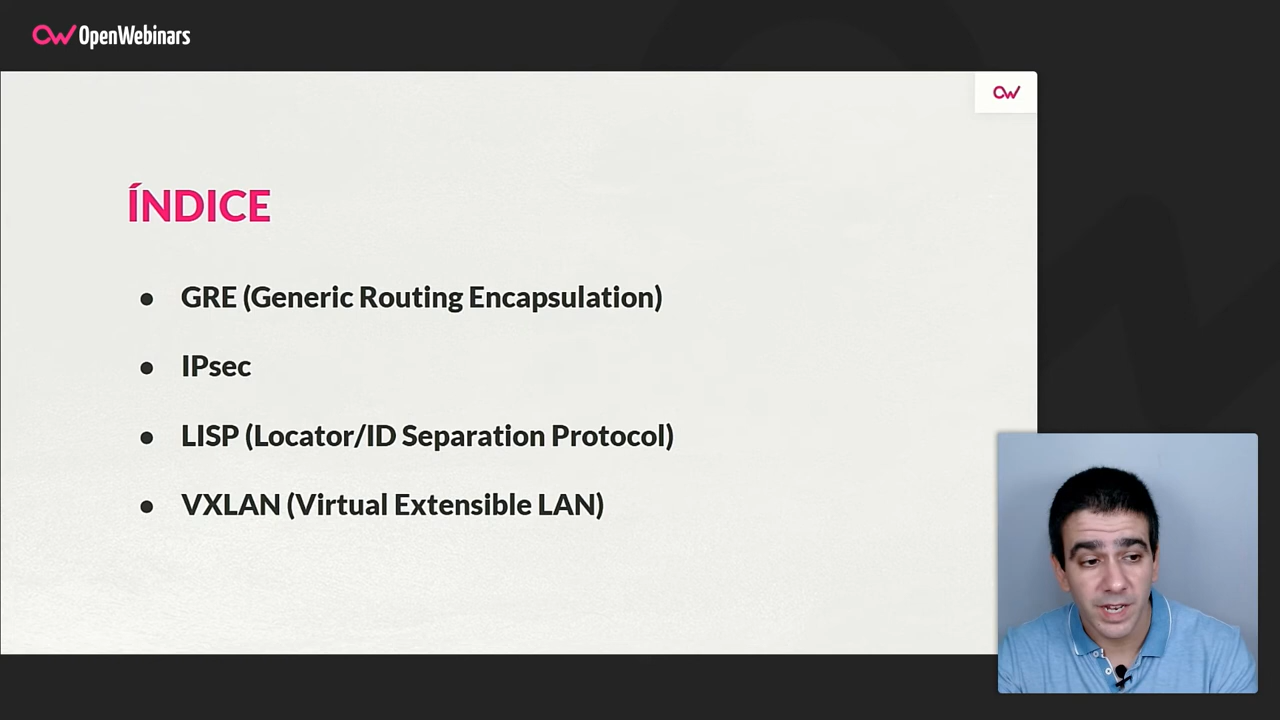 OpenWebinars
ÍNDICE
● GRE (Generic Routing Encapsulation)
● IPsec
● LISP (Locator/ID Separation Protocol)
● VXLAN (Virtual Extensible LAN)